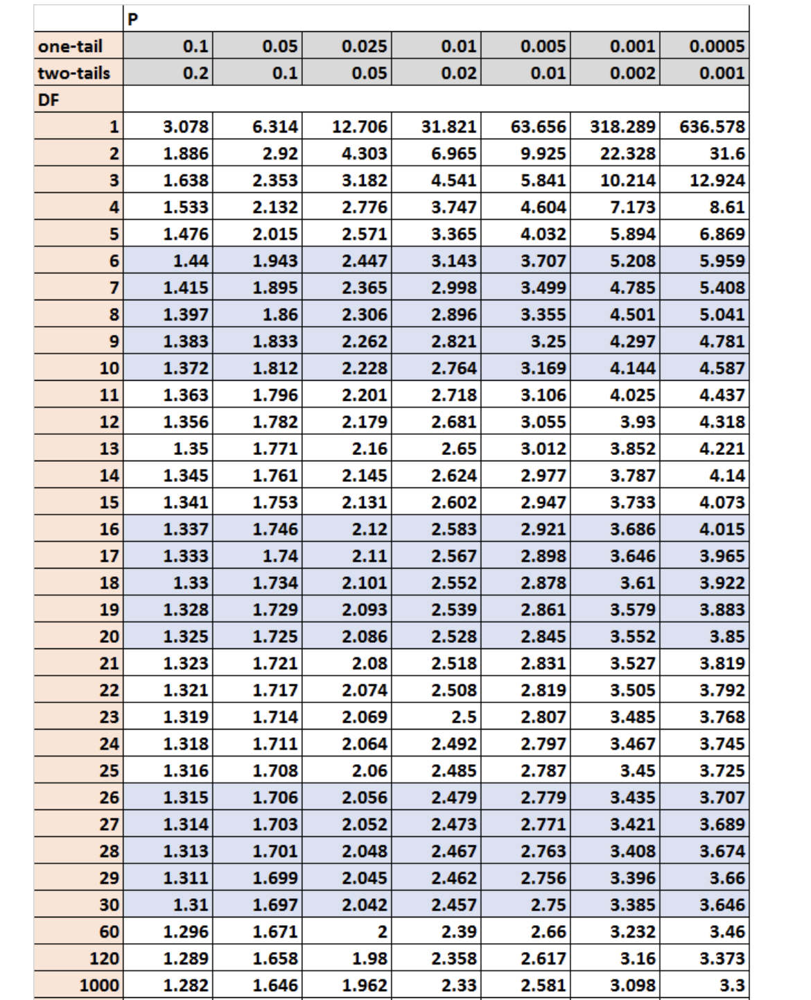 P
one-tail 0.1 0.05 0.025 0.01 0.005 0.001 0.0005
two-tails 0.2 0.1 0.05 0.02 0.01 0.002 0.001
DF
1 3.078 6.314 12.706 31.821 63.656 318.289 636.578
2 1.886 2.92 4.303 6.965 9.925 22.328 31.6
3 1.638 2.353 3.182 4.541 5.841 10.214 12.924
4 1.533 2.132 2.776 3.747 4.604 7.173 8.61
5 1.476 2.015 2.571 3.365 4.032 5.894 6.869
6 1.44 1.943 2.447 3.143 3.707 5.208 5.959
7 1.415 1.895 2.365 2.998 3.499 4.785 5.408
8 1.397 1.86 2.306 2.896 3.355 4.501 5.041
9 1.383 1.833 2.262 2.821 3.25 4.297 4.781
10 1.372 1.812 2.228 2.764 3.169 4.144 4.587
11 1.363 1.796 2.201 2.718 3.106 4.025 4.437
12 1.356 1.782 2.179 2.681 3.055 3.93 4.318
13 1.35 1.771 2.16 2.65 3.012 3.852 4.221
14 1.345 1.761 2.145 2.624 2.977 3.787 4.14
15 1.341 1.753 2.131 2.602 2.947 3.733 4.073
16 1.337 1.746 2.12 2.583 2.921 3.686 4.015
17 1.333 1.74 2.11 2.567 2.898 3.646 3.965
18 1.33 1.734 2.101 2.552 2.878 3.61 3.922
19 1.328 1.729 2.093 2.539 2.861 3.579 3.883
20 1.325 1.725 2.086 2.528 2.845 3.552 3.85
21 1.323 1.721 2.08 2.518 2.831 3.527 3.819
22 1.321 1.717 2.074 2.508 2.819 3.505 3.792
23 1.319 1.714 2.069 2.5 2.807 3.485 3.768
24 1.318 1.711 2.064 2.492 2.797 3.467 3.745
25 1.316 1.708 2.06 2.485 2.787 3.45 3.725
26 1.315 1.706 2.056 2.479 2.779 3.435 3.707
27 1.314 1.703 2.052 2.473 2.771 3.421 3.689
28 1.313 1.701 2.048 2.467 2.763 3.408 3.674
29 1.311 1.699 2.045 2.462 2.756 3.396 3.66
30 1.31 1.697 2.042 2.457 2.75 3.385 3.646
60 1.296 1.671 2 2.39 2.66 3.232 3.46
120 1.289 1.658 1.98 2.358 2.617 3.16 3.373
1000 1.282 1.646 1.962 2.33 2.581 3.098 3.3